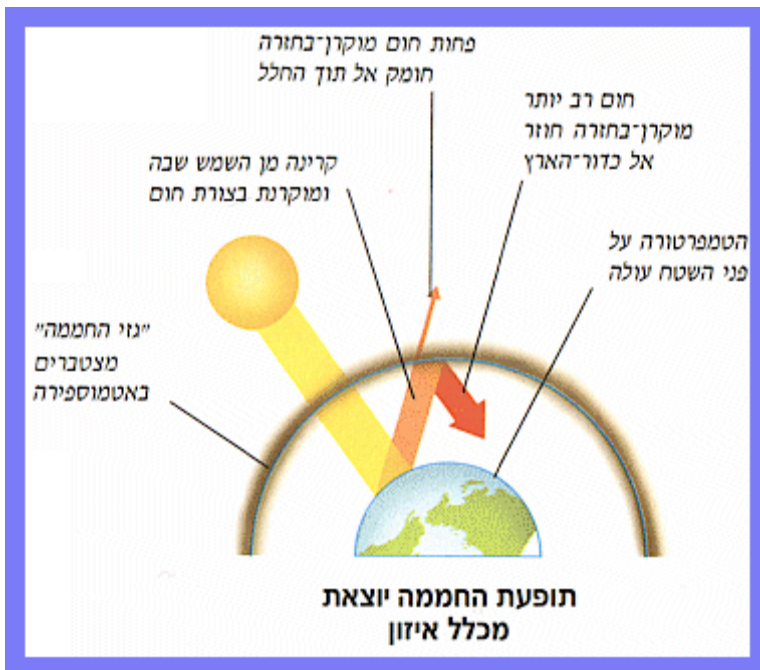 פחות חום מוקרן־בחזרה
חומק אל תוך החלל
חום רב יותר
מוקרן־בחזרה חוזר
אל כדור־הארץ
קרינה מן השמש שבה
ומוקרנת בצורת חום
הטמפרטורה על
פני השטח עולה
"גזי החממה"
מצטברים
באטמוספירה
תופעת החממה יוצאת
מכלל איזון